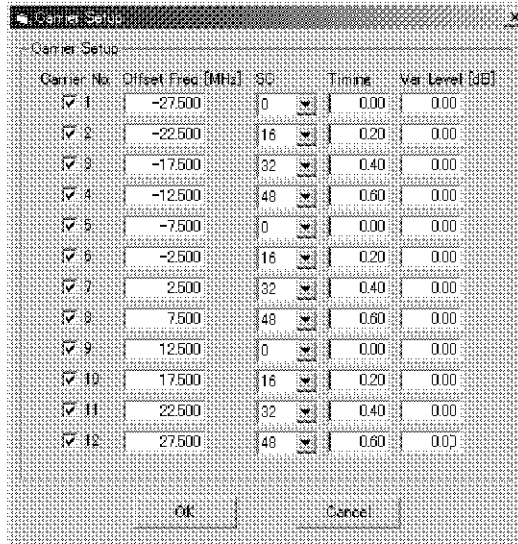 Carrier Setup
Carrier Setup
Carrier No. Offset Freq [MHz] SC Timing Var Level [dB]
1 -27.500 0 0.00 0.00
2 -22.500 16 0.20 0.00
3 -17.500 32 0.40 0.00
4 -12.500 48 0.60 0.00
5 -7.500 0 0.00 0.00
6 -2.500 16 0.20 0.00
7 2.500 32 0.40 0.00
8 7.500 48 0.60 0.00
9 12.500 0 0.00 0.00
10 17.500 16 0.20 0.00
11 22.500 32 0.40 0.00
12 27.500 48 0.60 0.00
OK Cancel